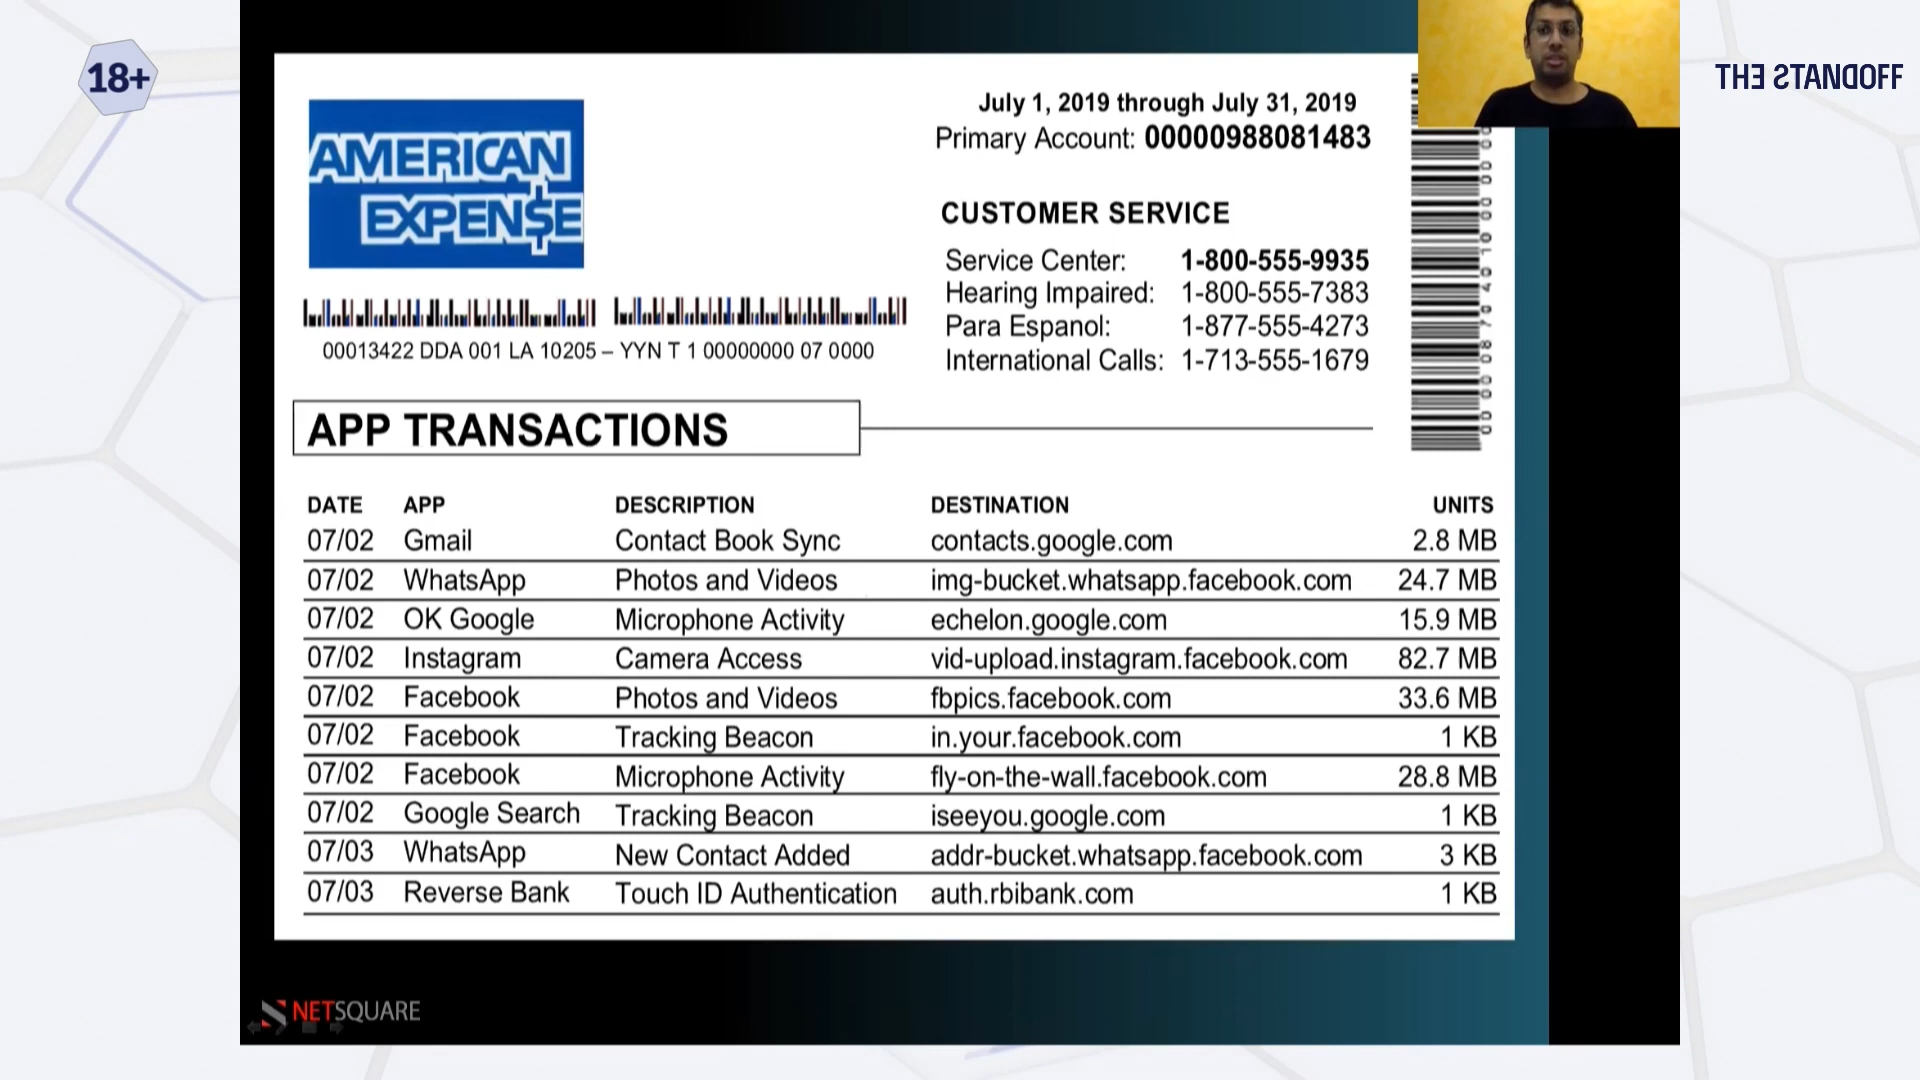 18+
THE STANDOFF
AMERICAN
EXPEN$E
July 1, 2019 through July 31, 2019
Primary Account: 00000988081483
CUSTOMER SERVICE
Service Center: 1-800-555-9935
Hearing Impaired: 1-800-555-7383
Para Espanol: 1-877-555-4273
International Calls: 1-713-555-1679
00013422 DDA 001 LA 10205 – YYN T 1 00000000 07 0000
APP TRANSACTIONS
DATE APP DESCRIPTION DESTINATION UNITS
07/02 Gmail Contact Book Sync contacts.google.com 2.8 MB
07/02 WhatsApp Photos and Videos img-bucket.whatsapp.facebook.com 24.7 MB
07/02 OK Google Microphone Activity echelon.google.com 15.9 MB
07/02 Instagram Camera Access vid-upload.instagram.facebook.com 82.7 MB
07/02 Facebook Photos and Videos fbpics.facebook.com 33.6 MB
07/02 Facebook Tracking Beacon in.your.facebook.com 1 KB
07/02 Facebook Microphone Activity fly-on-the-wall.facebook.com 28.8 MB
07/02 Google Search Tracking Beacon iseeyou.google.com 1 KB
07/03 WhatsApp New Contact Added addr-bucket.whatsapp.facebook.com 3 KB
07/03 Reverse Bank Touch ID Authentication auth.rbibank.com 1 KB
NETSQUARE